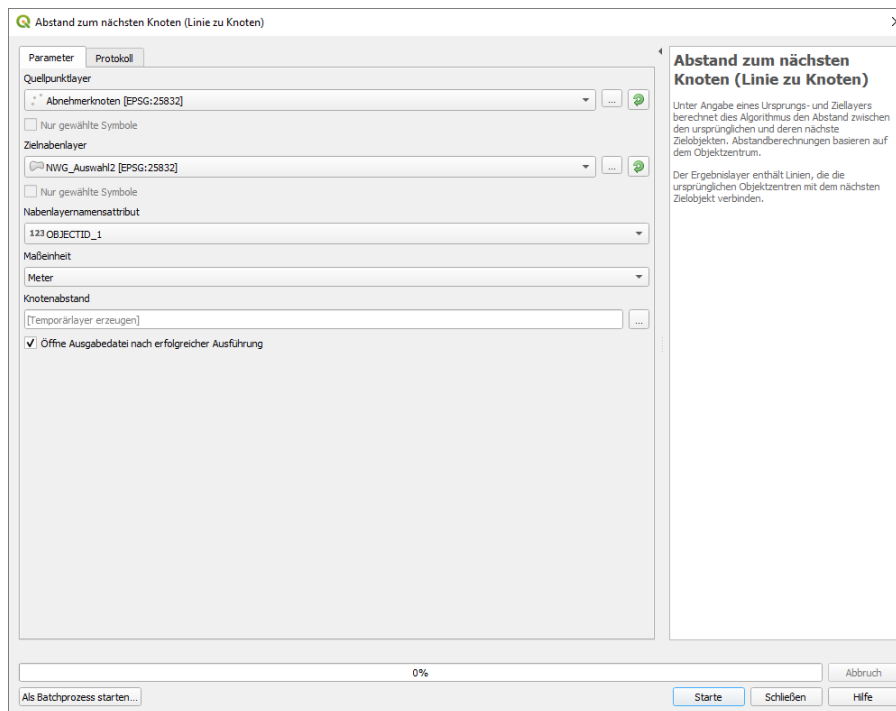 Abstand zum nächsten Knoten (Linie zu Knoten)
Parameter
Protokoll
Quellpunktlayer
Abnehmerknoten [EPSG:25832]
...
Nur gewählte Symbole
Zielnabenlayer
NWG_Auswahl2 [EPSG:25832]
...
Nur gewählte Symbole
Nabenlayernamensattribut
123 OBJECTID_1
Maßeinheit
Meter
Knotenabstand
[Temporärlayer erzeugen]
...
Öffne Ausgabedatei nach erfolgreicher Ausführung
Abstand zum nächsten
Knoten (Linie zu Knoten)
Unter Angabe eines Ursprungs- und Ziellayers
berechnet dies Algorithmus den Abstand zwischen
den ursprünglichen und deren nächste
Zielobjekten. Abstandberechnungen basieren auf
dem Objektzentrum.
Der Ergebnislayer enthält Linien, die die
ursprünglichen Objektzentren mit dem nächsten
Zielobjekt verbinden.
0%
Abbruch
Als Batchprozess starten...
Starte
Schließen
Hilfe